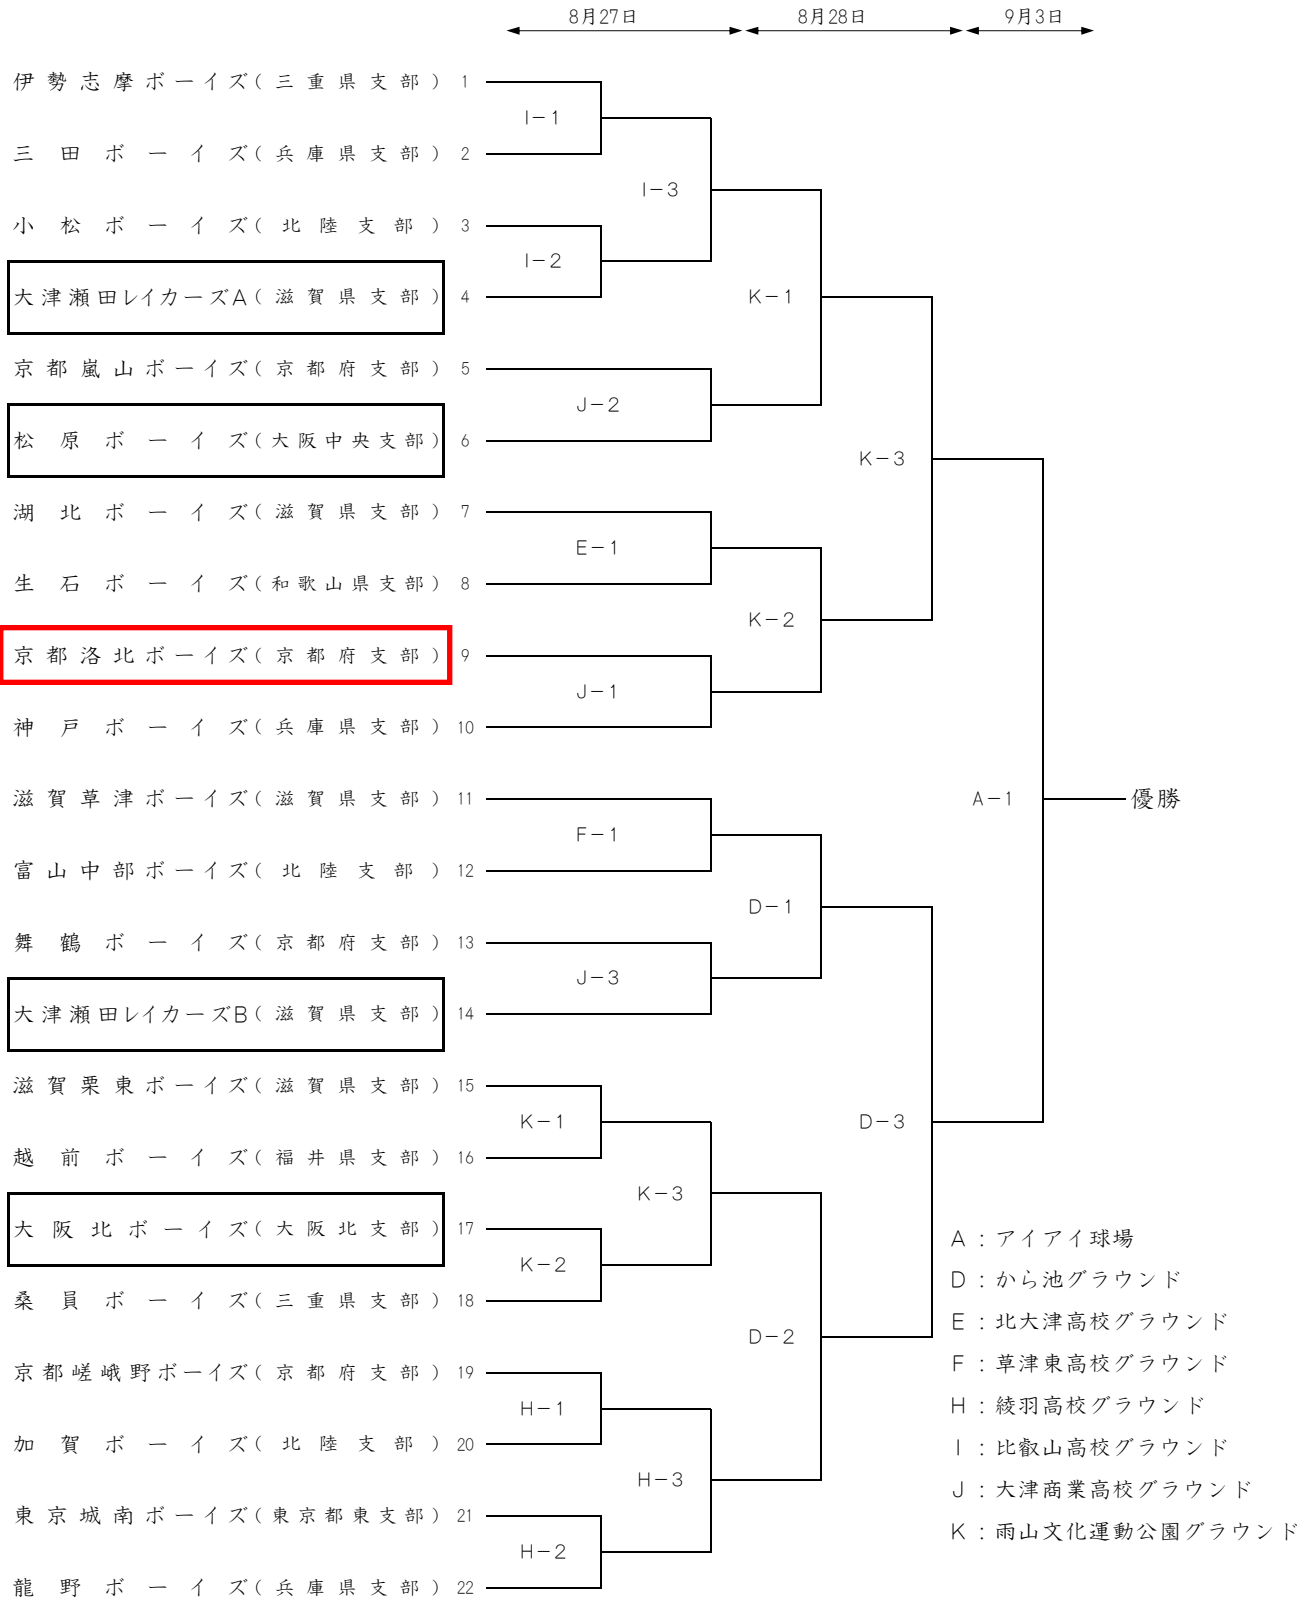 8月27日 8月28日 9月3日
伊勢志摩ボーイズ(三重県支部) 1
I-1
三田ボーイズ(兵庫県支部) 2
I-3
小松ボーイズ(北陸支部) 3
I-2
大津瀬田レイカーズA(滋賀県支部) 4
K-1
京都嵐山ボーイズ(京都府支部) 5
J-2
松原ボーイズ(大阪中央支部) 6
K-3
湖北ボーイズ(滋賀県支部) 7
E-1
生石ボーイズ(和歌山県支部) 8
K-2
京都洛北ボーイズ(京都府支部) 9
J-1
神戸ボーイズ(兵庫県支部) 10
滋賀草津ボーイズ(滋賀県支部) 11
A-1 優勝
F-1
富山中部ボーイズ(北陸支部) 12
D-1
舞鶴ボーイズ(京都府支部) 13
J-3
大津瀬田レイカーズB(滋賀県支部) 14
滋賀栗東ボーイズ(滋賀県支部) 15
K-1
D-3
越前ボーイズ(福井県支部) 16
K-3
大阪北ボーイズ(大阪北支部) 17
K-2
桑員ボーイズ(三重県支部) 18
D-2
京都嵯峨野ボーイズ(京都府支部) 19
H-1
加賀ボーイズ(北陸支部) 20
H-3
東京城南ボーイズ(東京都東支部) 21
H-2
龍野ボーイズ(兵庫県支部) 22
A:アイアイ球場
D:から池グラウンド
E:北大津高校グラウンド
F:草津東高校グラウンド
H:綾羽高校グラウンド
I:比叡山高校グラウンド
J:大津商業高校グラウンド
K:雨山文化運動公園グラウンド